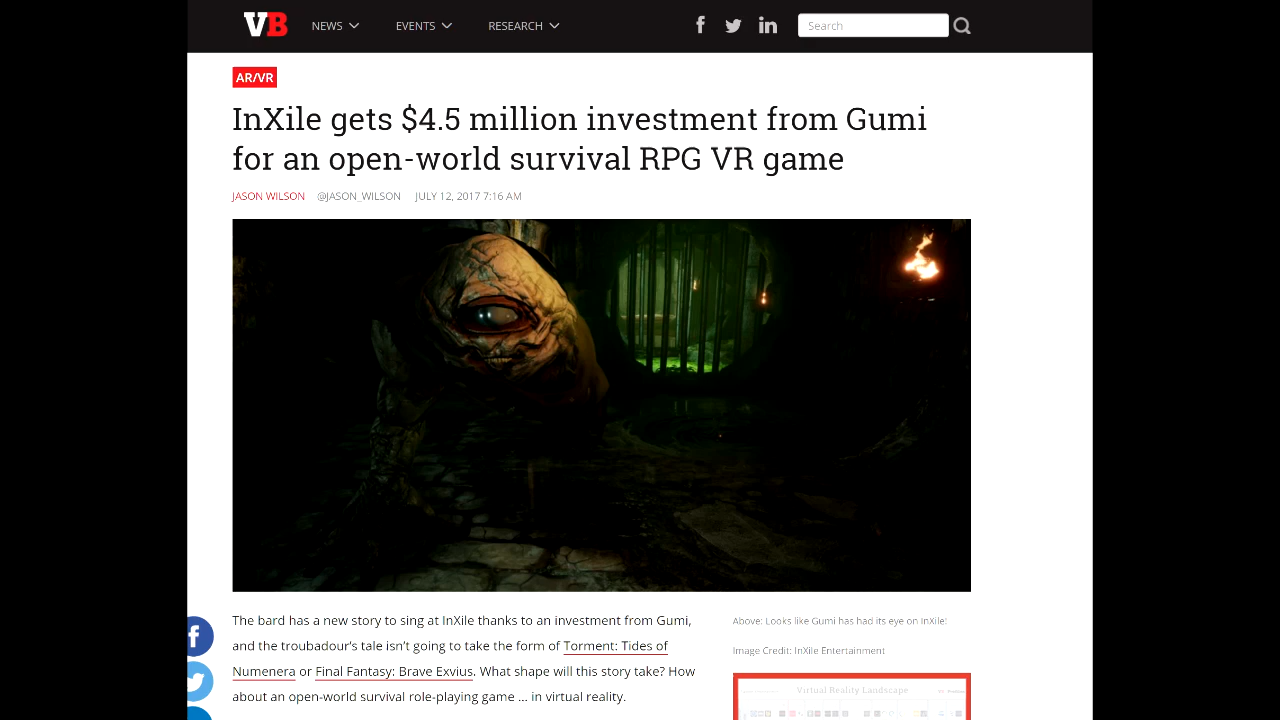 VB NEWS EVENTS RESEARCH f in Search
AR/VR
InXile gets $4.5 million investment from Gumi
for an open-world survival RPG VR game
JASON WILSON @JASON_WILSON JULY 12, 2017 7:16 AM
The bard has a new story to sing at InXile thanks to an investment from Gumi,
and the troubadour's tale isn't going to take the form of Torment: Tides of
Numenera or Final Fantasy: Brave Exvius. What shape will this story take? How
about an open-world survival role-playing game ... in virtual reality.
f
Above: Looks like Gumi has had its eye on InXile!
Image Credit: InXile Entertainment
Virtual Reality Landscape